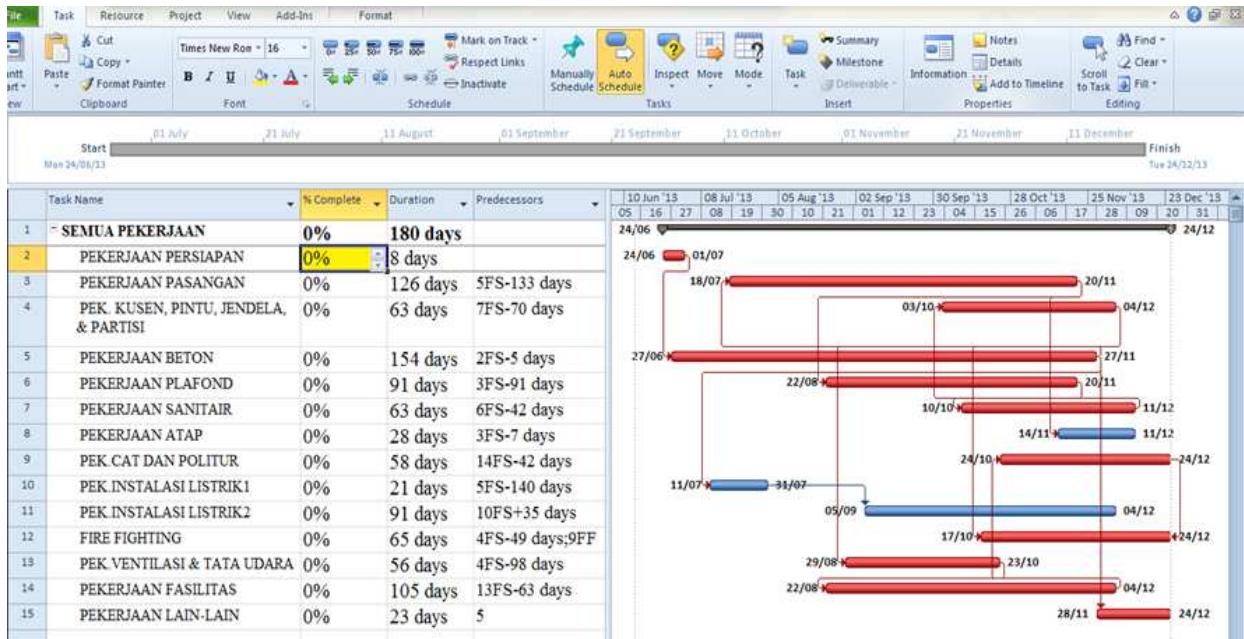 File Task Resource Project View Add-Ins Format
Cut Times New Ron 16 Mark on Track Summary Notes Find
Copy Respect Links Milestone Details Clear
Paste Format Painter B I U A Inactivate Manually Schedule Auto Schedule Inspect Move Mode Task Deliverable Information Add to Timeline Scroll to Task Fill
Clipboard Font Schedule Tasks Insert Properties Editing
01 July 21 July 11 August 01 September 21 September 11 October 01 November 21 November 11 December
Start Finish
Mon 24/06/13 Tue 24/12/13
Task Name % Complete Duration Predecessors 10 Jun '13 08 Jul '13 05 Aug '13 02 Sep '13 30 Sep '13 28 Oct '13 25 Nov '13 23 Dec '13
05 16 27 08 19 30 10 21 01 12 23 04 15 26 06 17 28 09 20 31
1 SEMUA PEKERJAAN 0% 180 days 24/06 24/12
2 PEKERJAAN PERSIAPAN 0% 8 days 24/06 01/07
3 PEKERJAAN PASANGAN 0% 126 days 5FS-133 days 18/07 20/11
4 PEK. KUSEN, PINTU, JENDELA, 0% 63 days 7FS-70 days 03/10 04/12
& PARTISI
5 PEKERJAAN BETON 0% 154 days 2FS-5 days 27/06 27/11
6 PEKERJAAN PLAFOND 0% 91 days 3FS-91 days 22/08 20/11
7 PEKERJAAN SANITAIR 0% 63 days 6FS-42 days 10/10 11/12
8 PEKERJAAN ATAP 0% 28 days 3FS-7 days 14/11 11/12
9 PEK.CAT DAN POLITUR 0% 58 days 14FS-42 days 24/10 24/12
10 PEK.INSTALASI LISTRIK1 0% 21 days 5FS-140 days 11/07 31/07
11 PEK.INSTALASI LISTRIK2 0% 91 days 10FS+35 days 05/09 04/12
12 FIRE FIGHTING 0% 65 days 4FS-49 days;9FF 17/10 24/12
13 PEK.VENTILASI & TATA UDARA 0% 56 days 4FS-98 days 29/08 23/10
14 PEKERJAAN FASILITAS 0% 105 days 13FS-63 days 22/08 04/12
15 PEKERJAAN LAIN-LAIN 0% 23 days 5 28/11 24/12